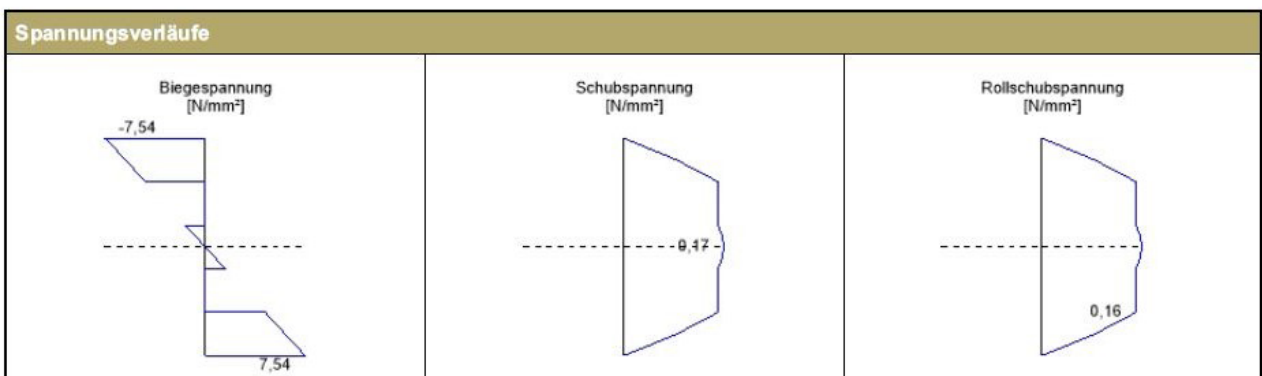 Spannungsverläufe
Biegespannung
[N/mm²]
-7,54
7,54
Schubspannung
[N/mm²]
0,17
Rollschubspannung
[N/mm²]
0,16